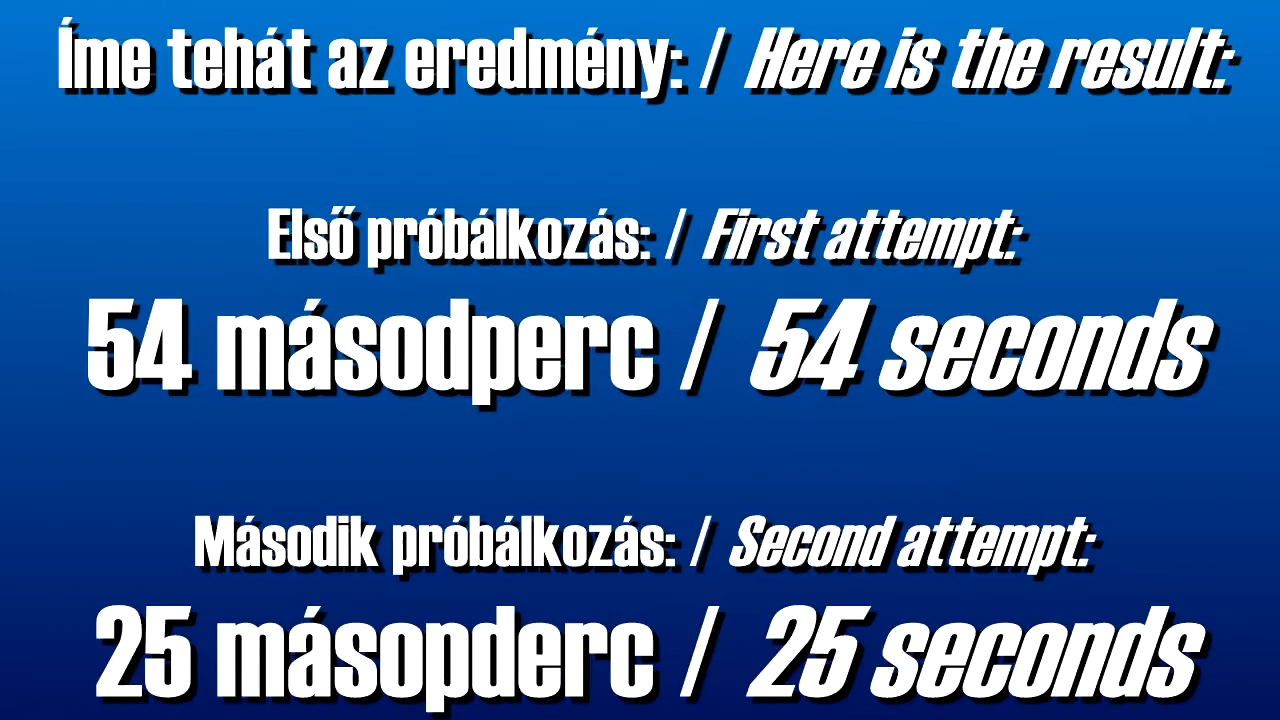 Íme tehát az eredmény: / Here is the result:
Első próbálkozás: / First attempt:
54 másodperc / 54 seconds
Második próbálkozás: / Second attempt:
25 másopderc / 25 seconds